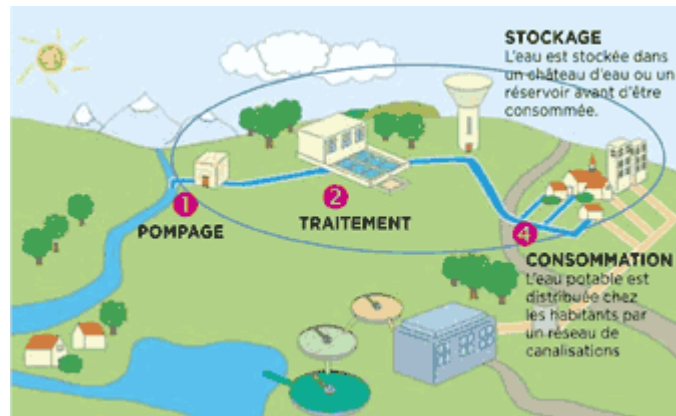 STOCKAGE
L'eau est stockée dans
un château d'eau ou un
réservoir avant d'être
consommée.
1
POMPAGE
2
TRAITEMENT
4
CONSOMMATION
L'eau potable est
distribuée chez
les habitants par
un réseau de
canalisations